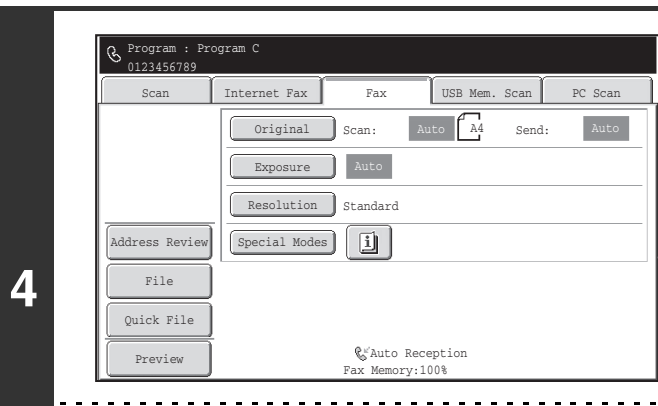 4
Program : Program C
0123456789
Scan Internet Fax Fax USB Mem. Scan PC Scan
Original Scan: Auto A4 Send: Auto
Exposure Auto
Resolution Standard
Address Review Special Modes
File
Quick File
Preview Auto Reception
Fax Memory:100%